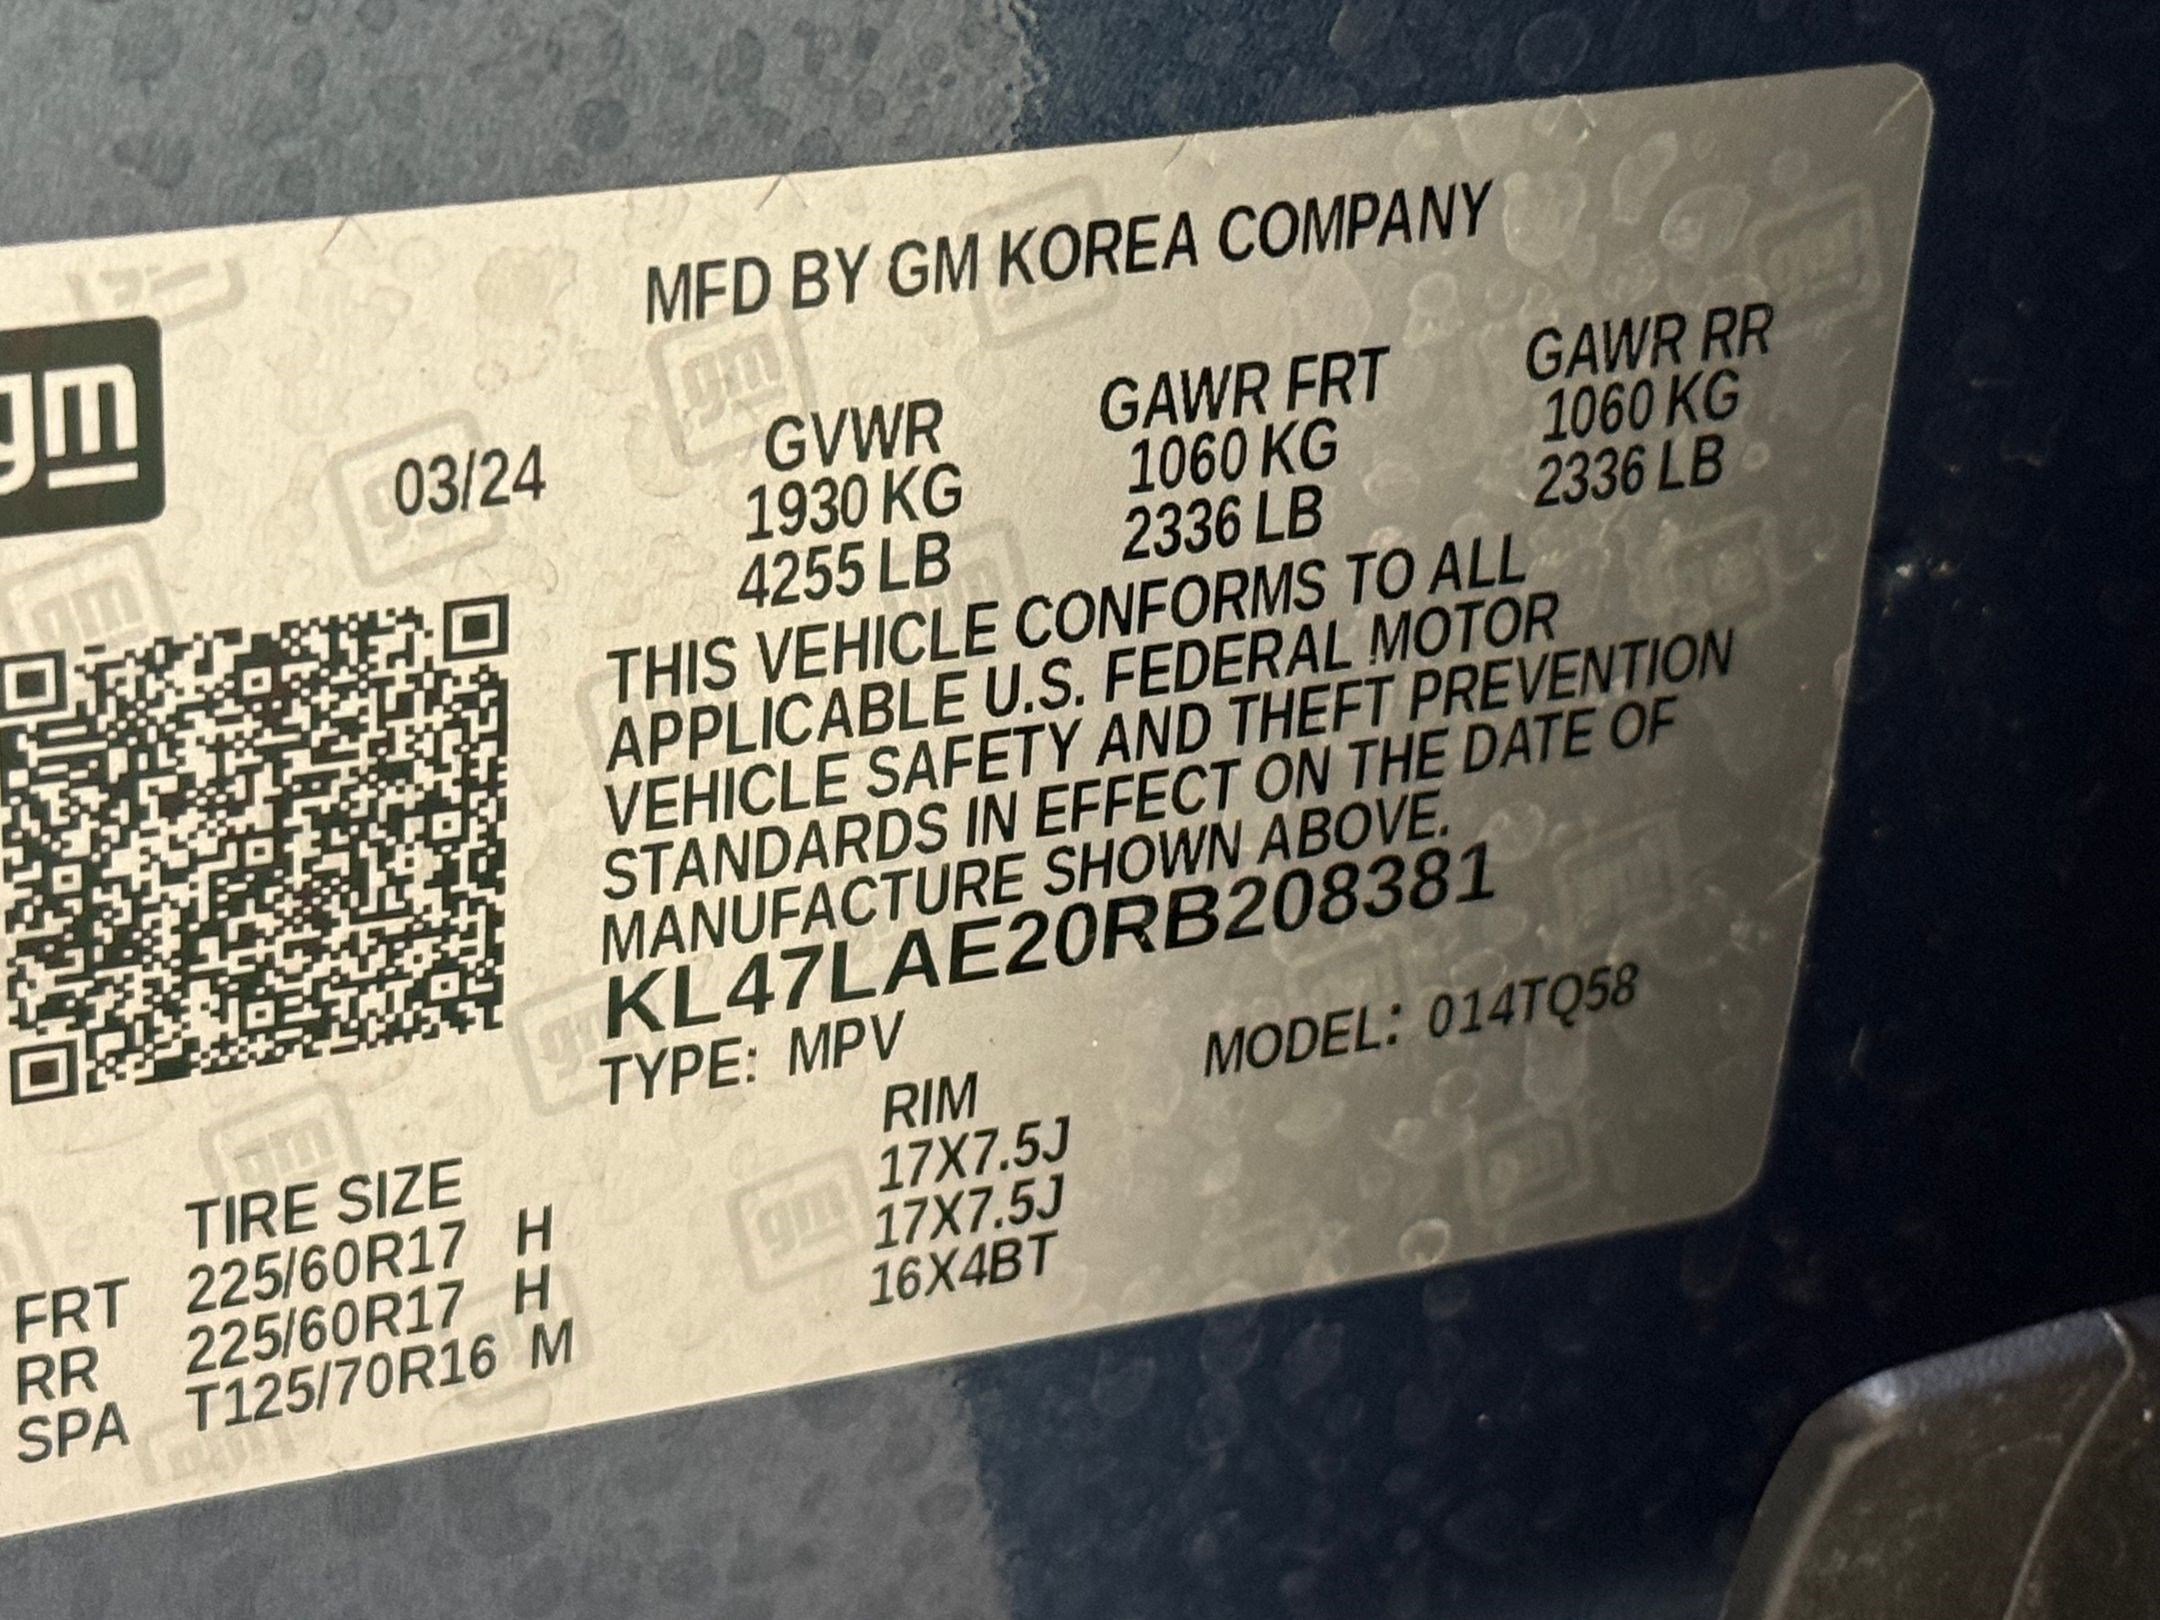 MFD BY GM KOREA COMPANY
gm
03/24
GVWR GAWR FRT GAWR RR
1930 KG 1060 KG 1060 KG
4255 LB 2336 LB 2336 LB
THIS VEHICLE CONFORMS TO ALL
APPLICABLE U.S. FEDERAL MOTOR
VEHICLE SAFETY AND THEFT PREVENTION
STANDARDS IN EFFECT ON THE DATE OF
MANUFACTURE SHOWN ABOVE.
KL47LAE20RB208381
TYPE: MPV MODEL: 014TQ58
TIRE SIZE RIM
FRT 225/60R17 H 17X7.5J
RR 225/60R17 H 17X7.5J
SPA T125/70R16 M 16X4BT